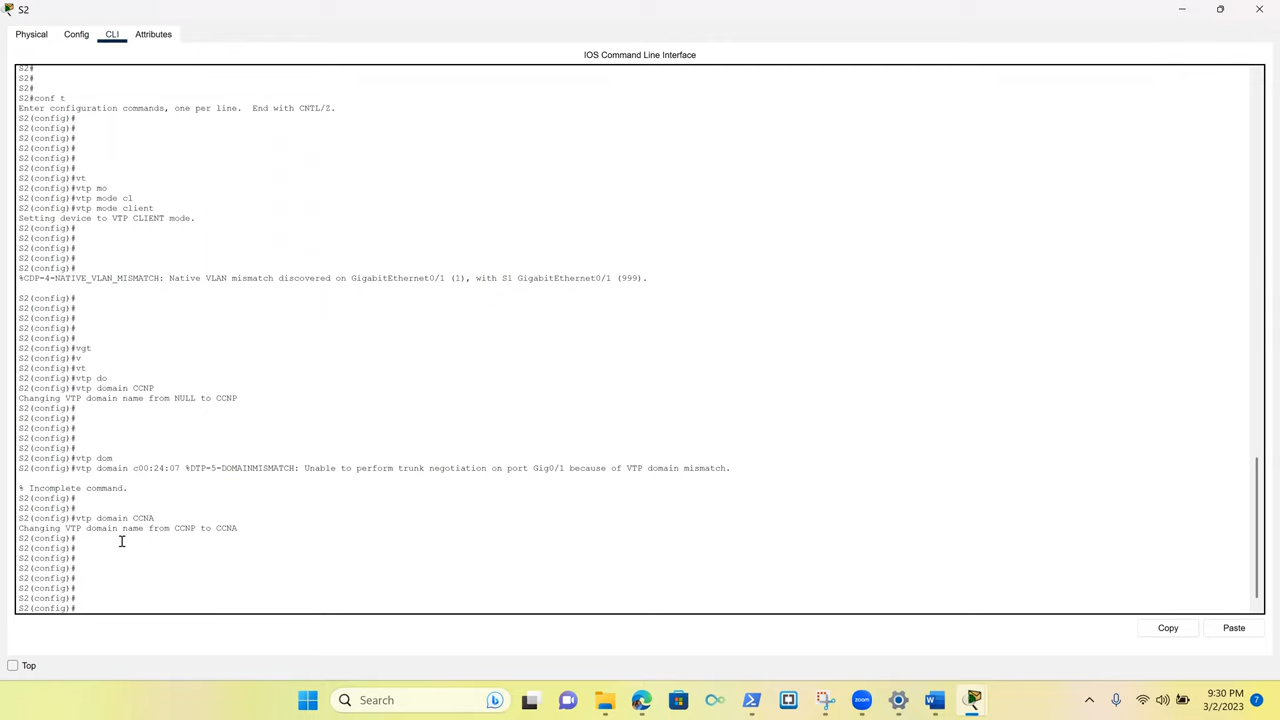 S2
Physical Config CLI Attributes
IOS Command Line Interface
S2#
S2#
S2#
S2#conf t
Enter configuration commands, one per line.  End with CNTL/Z.
S2(config)#
S2(config)#
S2(config)#
S2(config)#
S2(config)#
S2(config)#
S2(config)#vt
S2(config)#vtp mo
S2(config)#vtp mode cl
S2(config)#vtp mode client
Setting device to VTP CLIENT mode.
S2(config)#
S2(config)#
S2(config)#
S2(config)#
S2(config)#
%CDP-4-NATIVE_VLAN_MISMATCH: Native VLAN mismatch discovered on GigabitEthernet0/1 (1), with S1 GigabitEthernet0/1 (999).
S2(config)#
S2(config)#
S2(config)#
S2(config)#
S2(config)#
S2(config)#vgt
S2(config)#v
S2(config)#vt
S2(config)#vtp do
S2(config)#vtp domain CCNP
Changing VTP domain name from NULL to CCNP
S2(config)#
S2(config)#
S2(config)#
S2(config)#
S2(config)#
S2(config)#vtp dom
S2(config)#vtp domain c00:24:07 %DTP-5-DOMAINMISMATCH: Unable to perform trunk negotiation on port Gig0/1 because of VTP domain mismatch.
% Incomplete command.
S2(config)#
S2(config)#
S2(config)#vtp domain CCNA
Changing VTP domain name from CCNP to CCNA
S2(config)#
S2(config)#
S2(config)#
S2(config)#
S2(config)#
S2(config)#
S2(config)#
S2(config)#
Copy Paste
Top
Search
zoom
9:30 PM
3/2/2023
7